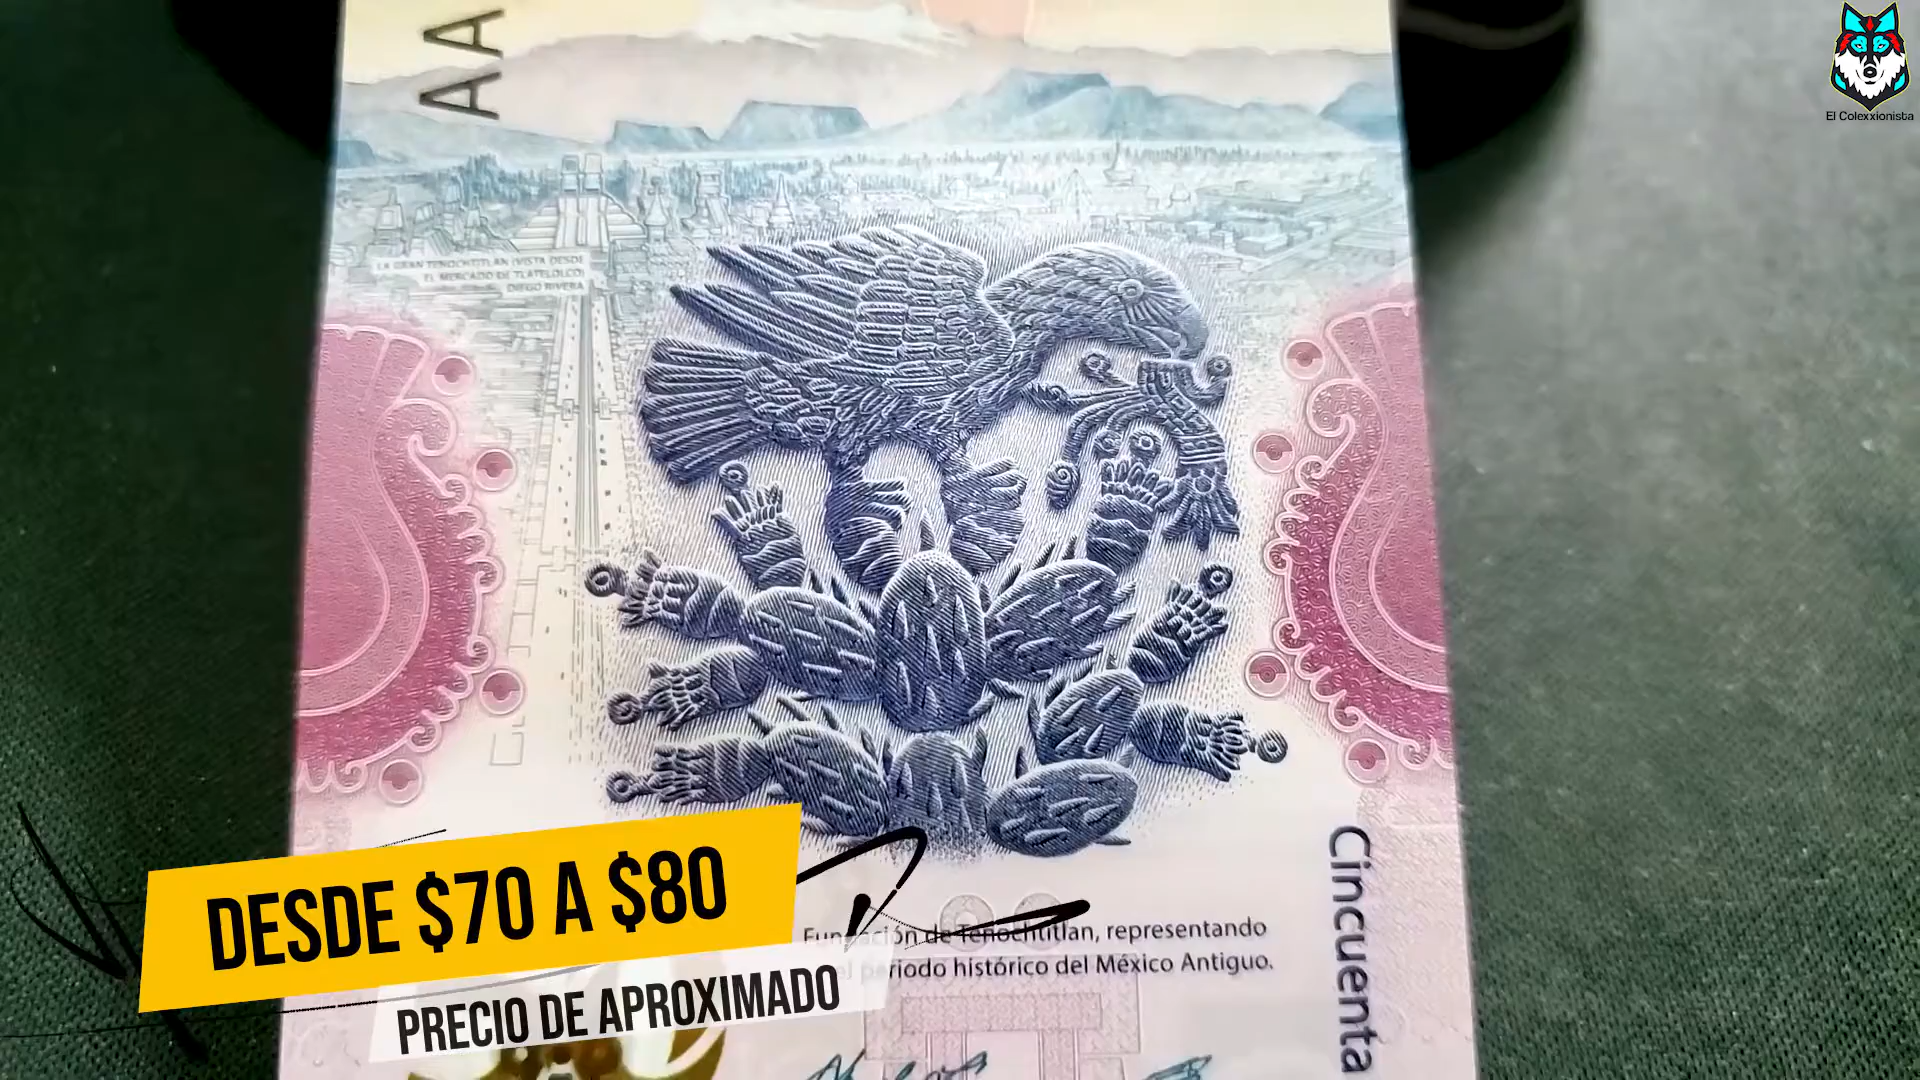 AA
El Colexxionista
LA GRAN TENOCHTITLAN (VISTA DESDE
EL MERCADO DE TLATELOLCO)
DIEGO RIVERA
DESDE $70 A $80
PRECIO DE APROXIMADO
Fundación de Tenochtitlan, representando
el periodo histórico del México Antiguo.
Cincuenta